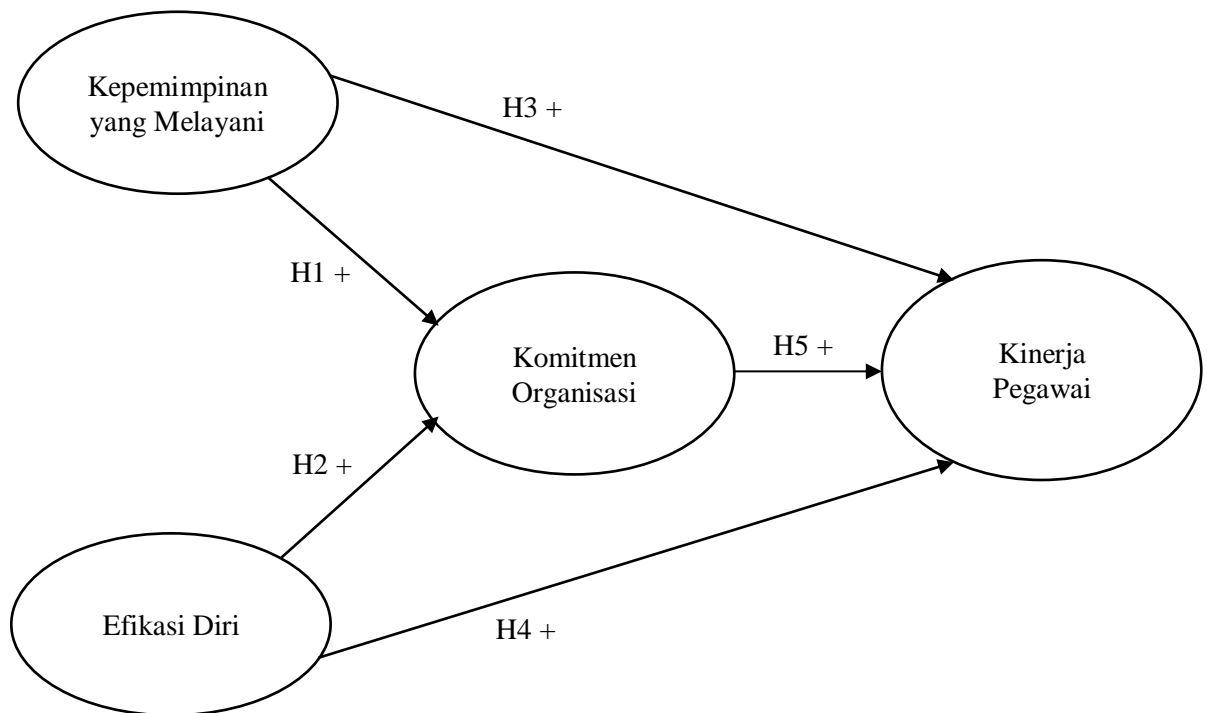 Kepemimpinan
yang Melayani
H3 +
H1 +
Komitmen
Organisasi
H5 +
Kinerja
Pegawai
H2 +
Efikasi Diri
H4 +